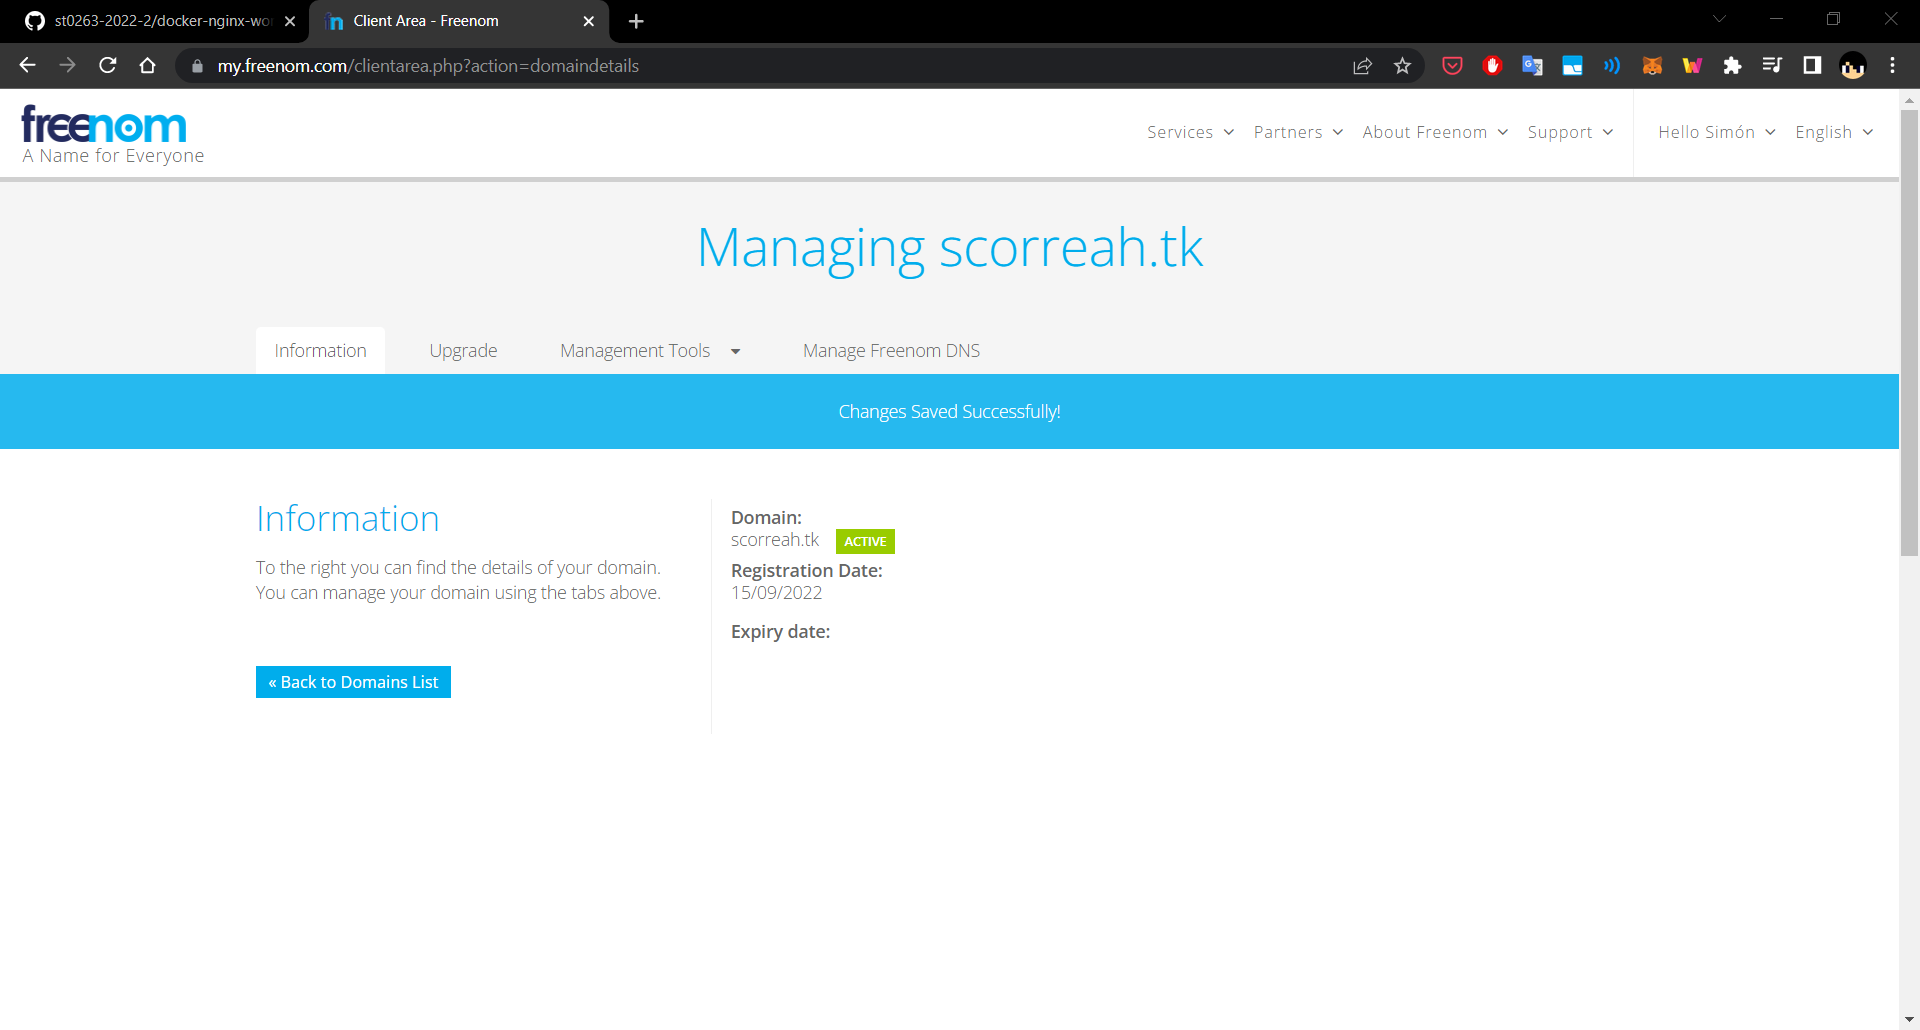 st0263-2022-2/docker-nginx-wo
Client Area - Freenom
my.freenom.com/clientarea.php?action=domaindetails
freenom
A Name for Everyone
Services
Partners
About Freenom
Support
Hello Simón
English
Managing scorreah.tk
Information
Upgrade
Management Tools
Manage Freenom DNS
Changes Saved Successfully!
Information
To the right you can find the details of your domain.
You can manage your domain using the tabs above.
« Back to Domains List
Domain:
scorreah.tk ACTIVE
Registration Date:
15/09/2022
Expiry date: